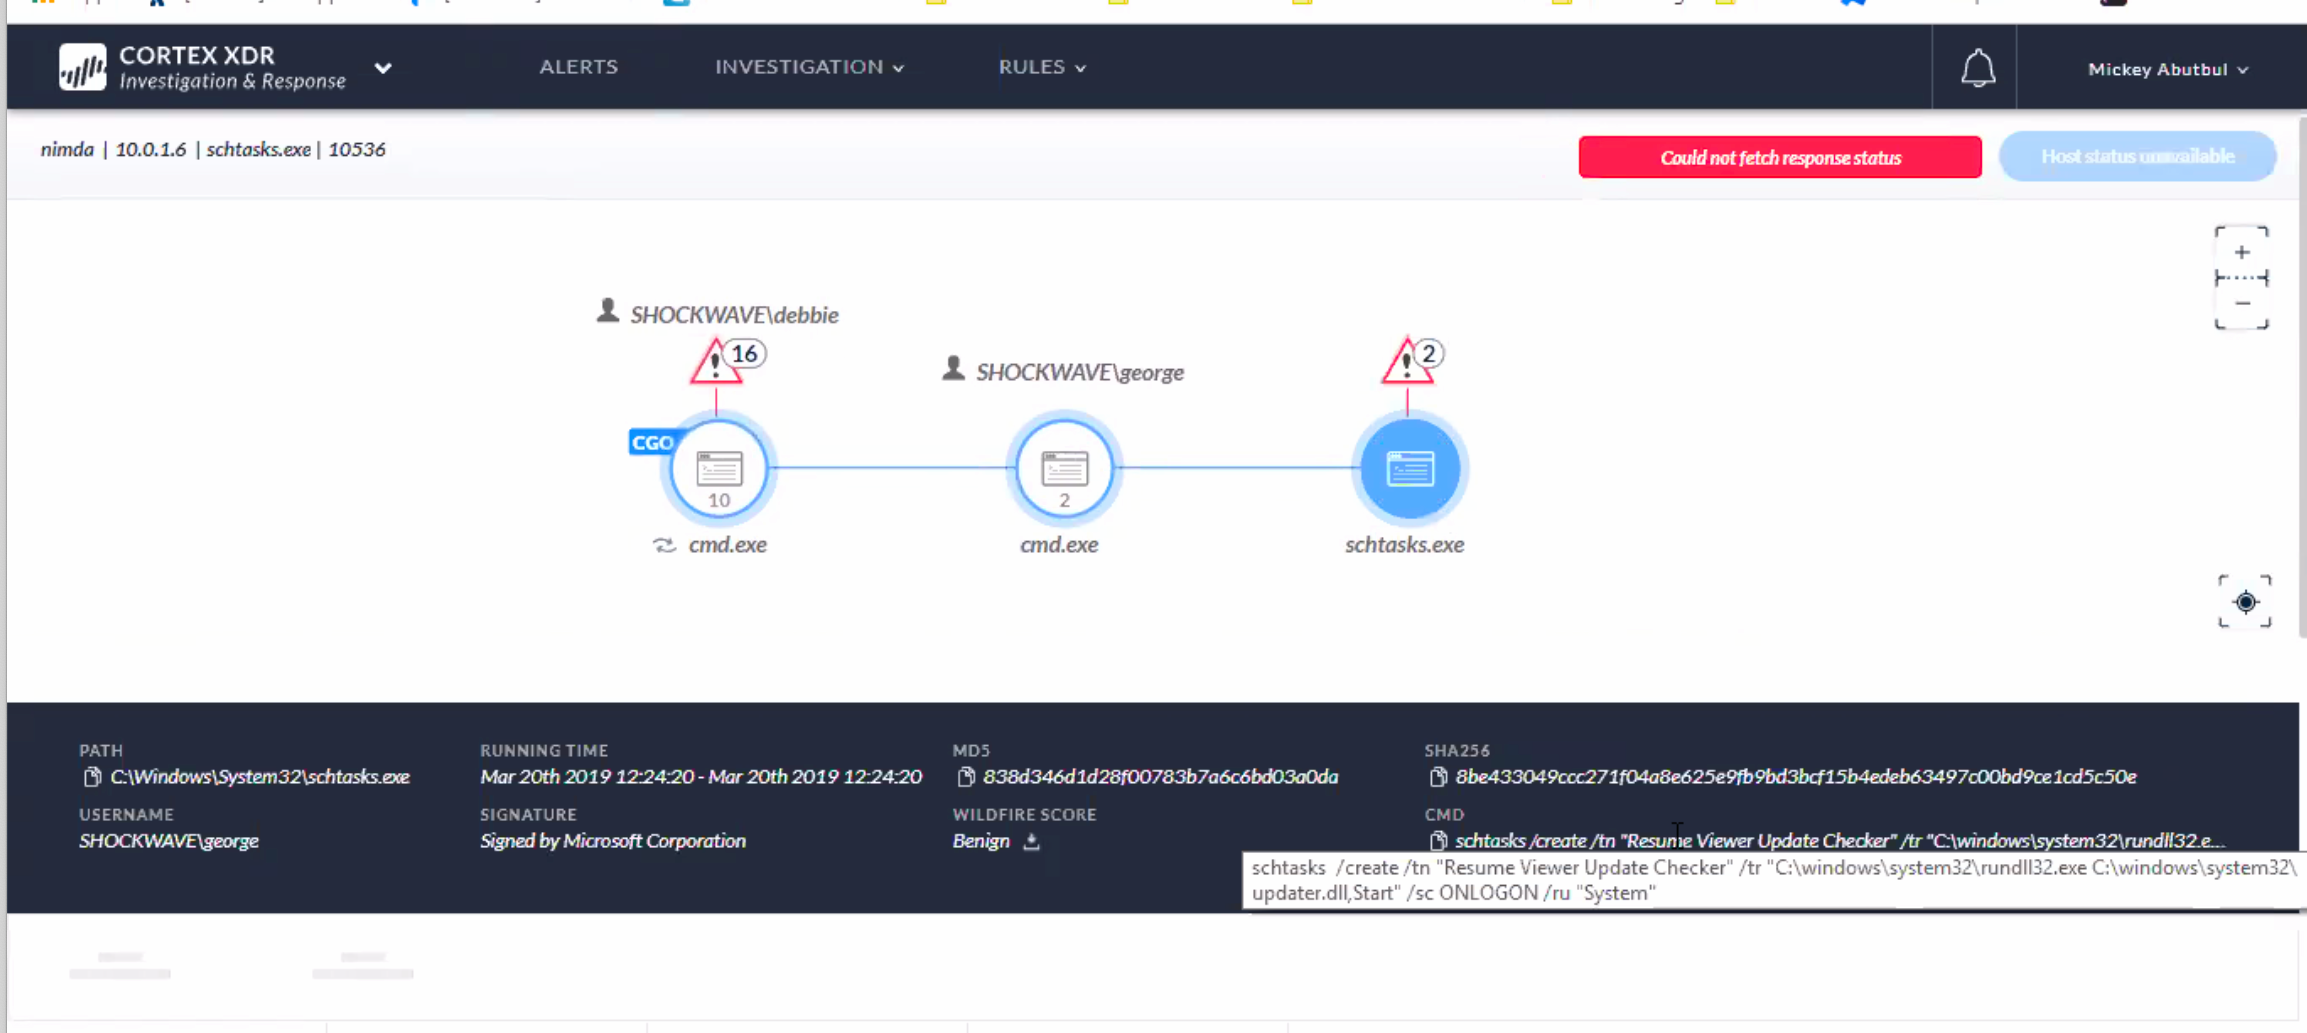 CORTEX XDR
Investigation & Response
ALERTS
INVESTIGATION
RULES
Mickey Abutbul
nimda | 10.0.1.6 | schtasks.exe | 10536
Could not fetch response status
Host status unavailable
SHOCKWAVE\debbie
16
SHOCKWAVE\george
2
CGO
10
2
cmd.exe
cmd.exe
schtasks.exe
PATH
C:\Windows\System32\schtasks.exe
RUNNING TIME
Mar 20th 2019 12:24:20 - Mar 20th 2019 12:24:20
MD5
838d346d1d28f00783b7a6c6bd03a0da
SHA256
8be433049ccc271f04a8e625e9fb9bd3bcf15b4edeb63497c00bd9ce1cd5c50e
USERNAME
SHOCKWAVE\george
SIGNATURE
Signed by Microsoft Corporation
WILDFIRE SCORE
Benign
CMD
schtasks /create /tn "Resume Viewer Update Checker" /tr "C:\windows\system32\rundll32.e...
schtasks /create /tn "Resume Viewer Update Checker" /tr "C:\windows\system32\rundll32.exe C:\windows\system32\
updater.dll,Start" /sc ONLOGON /ru "System"